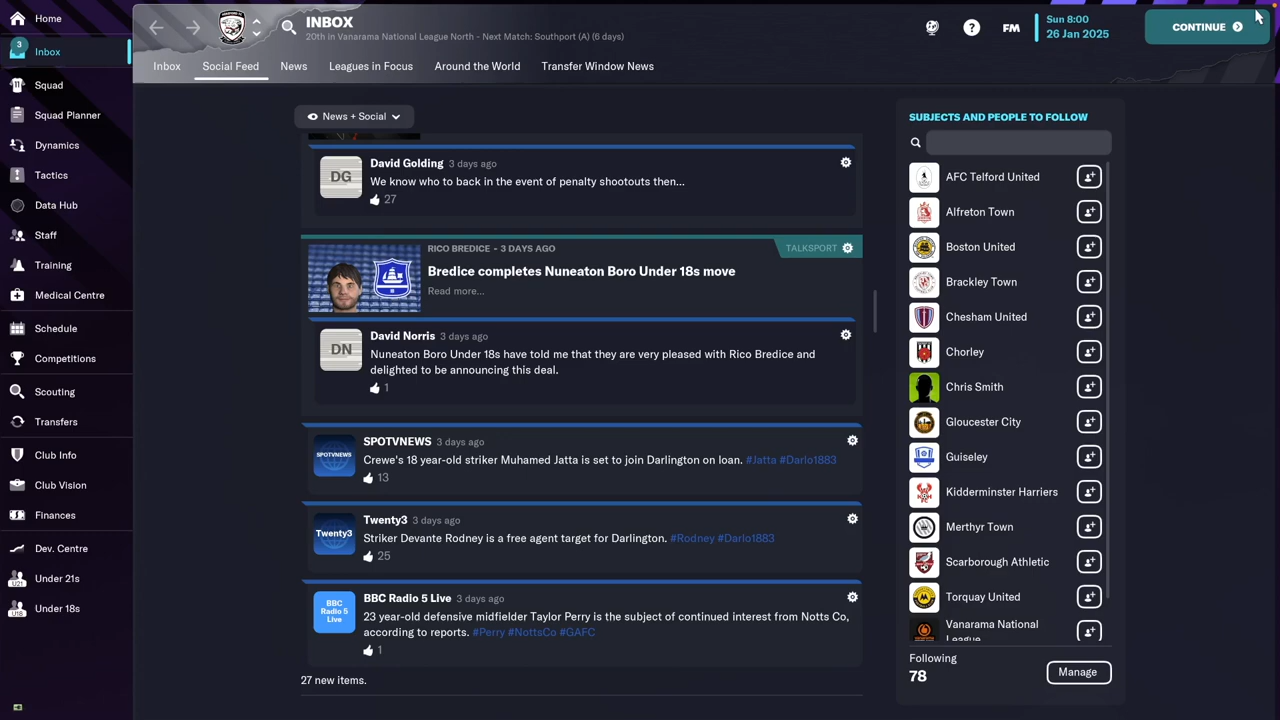 Home
3
Inbox
Squad
Squad Planner
Dynamics
Tactics
Data Hub
Staff
Training
Medical Centre
Schedule
Competitions
Scouting
Transfers
Club Info
Club Vision
Finances
Dev. Centre
U21
Under 21s
U18
Under 18s
INBOX
20th in Vanarama National League North - Next Match: Southport (A) (6 days)
FM
Sun 8:00
26 Jan 2025
CONTINUE
Inbox
Social Feed
News
Leagues in Focus
Around the World
Transfer Window News
News + Social
DG
David Golding 3 days ago
We know who to back in the event of penalty shootouts then...
27
RICO BREDICE - 3 DAYS AGO
TALKSPORT
Bredice completes Nuneaton Boro Under 18s move
Read more...
DN
David Norris 3 days ago
Nuneaton Boro Under 18s have told me that they are very pleased with Rico Bredice and
delighted to be announcing this deal.
1
SPOTVNEWS
SPOTVNEWS 3 days ago
Crewe's 18 year-old striker Muhamed Jatta is set to join Darlington on loan. #Jatta #Darlo1883
13
Twenty3
Twenty3 3 days ago
Striker Devante Rodney is a free agent target for Darlington. #Rodney #Darlo1883
25
BBC
Radio 5
Live
BBC Radio 5 Live 3 days ago
23 year-old defensive midfielder Taylor Perry is the subject of continued interest from Notts Co,
according to reports. #Perry #NottsCo #GAFC
1
27 new items.
SUBJECTS AND PEOPLE TO FOLLOW
AFC Telford United
Alfreton Town
Boston United
Brackley Town
Chesham United
Chorley
Chris Smith
Gloucester City
Guiseley
Kidderminster Harriers
Merthyr Town
Scarborough Athletic
Torquay United
Vanarama National
League
Following
78
Manage